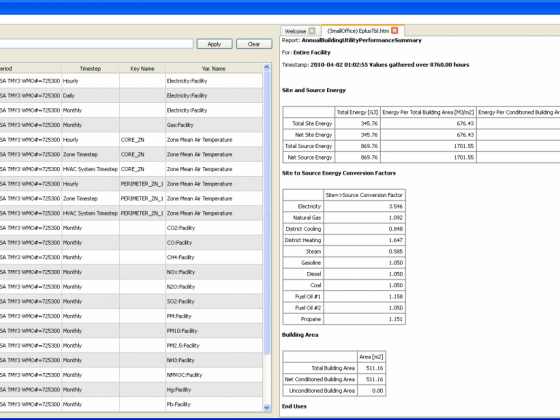 Apply Clear
eriod Timestep Key Name Var. Name
SA TMY3 WMO#=725300 Hourly Electricity:Facility
SA TMY3 WMO#=725300 Daily Electricity:Facility
SA TMY3 WMO#=725300 Monthly Electricity:Facility
SA TMY3 WMO#=725300 Monthly Gas:Facility
SA TMY3 WMO#=725300 Hourly CORE_ZN Zone Mean Air Temperature
SA TMY3 WMO#=725300 Zone Timestep CORE_ZN Zone Mean Air Temperature
SA TMY3 WMO#=725300 HVAC System Timestep CORE_ZN Zone Mean Air Temperature
SA TMY3 WMO#=725300 Hourly PERIMETER_ZN_1 Zone Mean Air Temperature
SA TMY3 WMO#=725300 Zone Timestep PERIMETER_ZN_1 Zone Mean Air Temperature
SA TMY3 WMO#=725300 HVAC System Timestep PERIMETER_ZN_1 Zone Mean Air Temperature
SA TMY3 WMO#=725300 Monthly CO2:Facility
SA TMY3 WMO#=725300 Monthly CO:Facility
SA TMY3 WMO#=725300 Monthly CH4:Facility
SA TMY3 WMO#=725300 Monthly NOx:Facility
SA TMY3 WMO#=725300 Monthly N2O:Facility
SA TMY3 WMO#=725300 Monthly SO2:Facility
SA TMY3 WMO#=725300 Monthly PM:Facility
SA TMY3 WMO#=725300 Monthly PM10:Facility
SA TMY3 WMO#=725300 Monthly PM2.5:Facility
SA TMY3 WMO#=725300 Monthly NH3:Facility
SA TMY3 WMO#=725300 Monthly NMVOC:Facility
SA TMY3 WMO#=725300 Monthly Hg:Facility
SA TMY3 WMO#=725300 Monthly Pb:Facility
Welcome (SmallOffice) EplusTbl.htm
Report: AnnualBuildingUtilityPerformanceSummary
For: Entire Facility
Timestamp: 2010-04-02 01:02:55 Values gathered over 8760.00 hours
Site and Source Energy
Total Energy [GJ] Energy Per Total Building Area [MJ/m2] Energy Per Conditioned Building Ar
Total Site Energy 345.76 676.43
Net Site Energy 345.76 676.43
Total Source Energy 869.76 1701.55
Net Source Energy 869.76 1701.55
Site to Source Energy Conversion Factors
Site=>Source Conversion Factor
Electricity 3.546
Natural Gas 1.092
District Cooling 0.848
District Heating 1.647
Steam 0.585
Gasoline 1.050
Diesel 1.050
Coal 1.050
Fuel Oil #1 1.158
Fuel Oil #2 1.050
Propane 1.151
Building Area
Area [m2]
Total Building Area 511.16
Net Conditioned Building Area 511.16
Unconditioned Building Area 0.00
End Uses